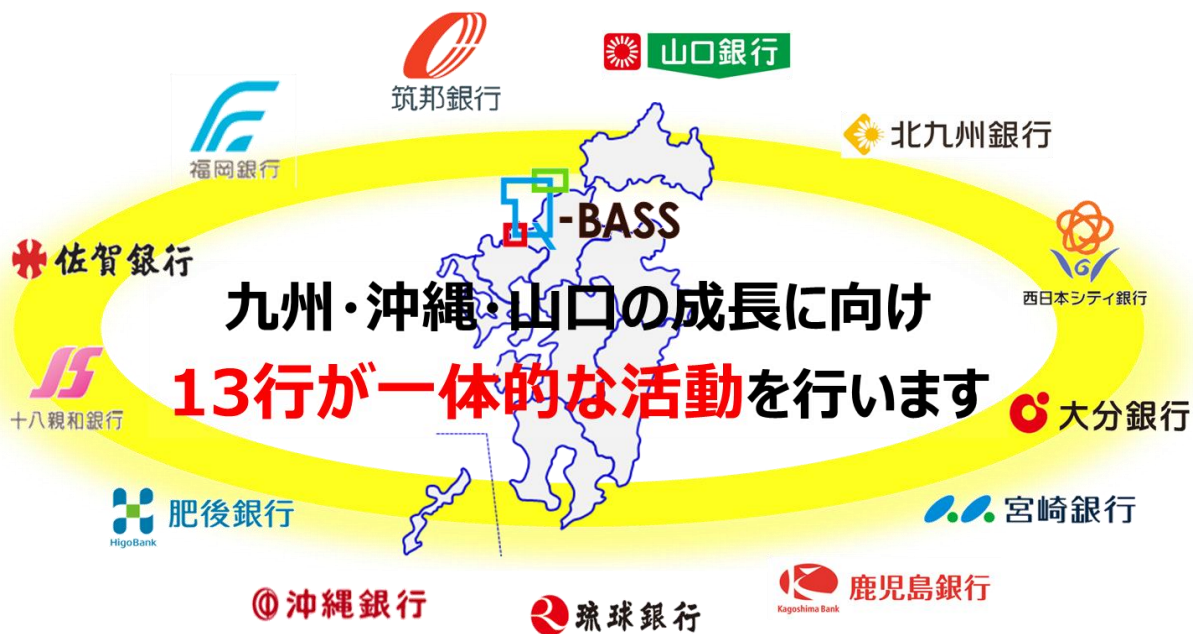 筑邦銀行
山口銀行
福岡銀行
北九州銀行
Q-BASS
佐賀銀行
西日本シティ銀行
九州・沖縄・山口の成長に向け
13行が一体的な活動を行います
十八親和銀行
大分銀行
肥後銀行
HigoBank
宮崎銀行
鹿児島銀行
Kagoshima Bank
沖縄銀行
琉球銀行